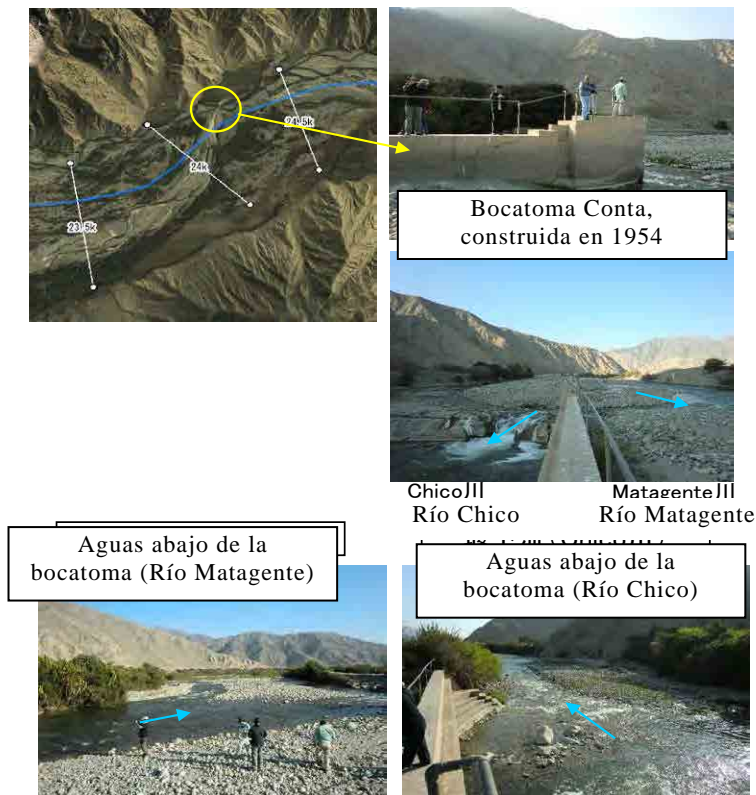 24.5k
24k
23.5k
Bocatoma Conta,
construida en 1954
Chico川
Matagente川
Río Chico
Río Matagente
Aguas abajo de la
bocatoma (Río Matagente)
Aguas abajo de la
bocatoma (Río Chico)